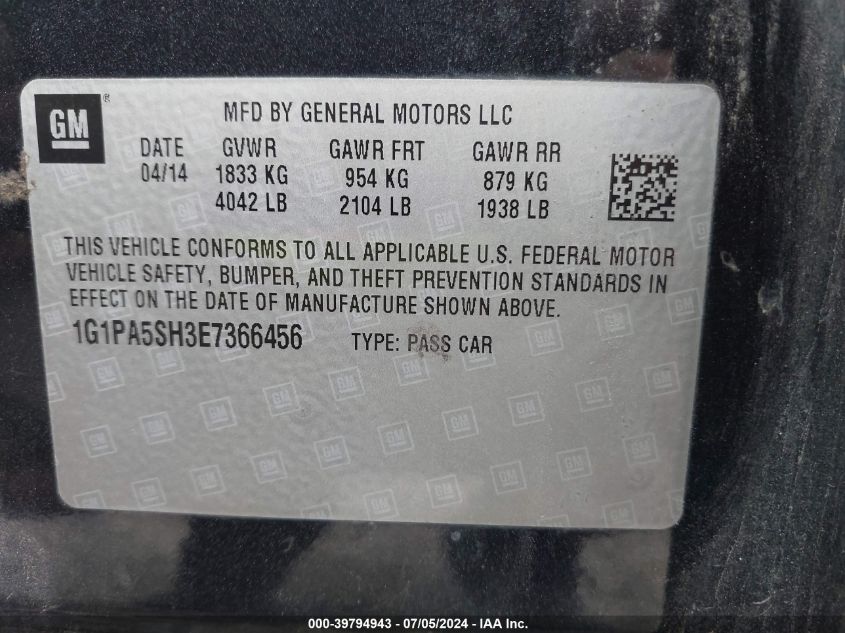 GM®
MFD BY GENERAL MOTORS LLC
DATE GVWR GAWR FRT GAWR RR
04/14 1833 KG 954 KG 879 KG
4042 LB 2104 LB 1938 LB
THIS VEHICLE CONFORMS TO ALL APPLICABLE U.S. FEDERAL MOTOR
VEHICLE SAFETY, BUMPER, AND THEFT PREVENTION STANDARDS IN
EFFECT ON THE DATE OF MANUFACTURE SHOWN ABOVE.
1G1PA5SH3E7366456 TYPE: PASS CAR
000-39794943 - 07/05/2024 - IAA Inc.